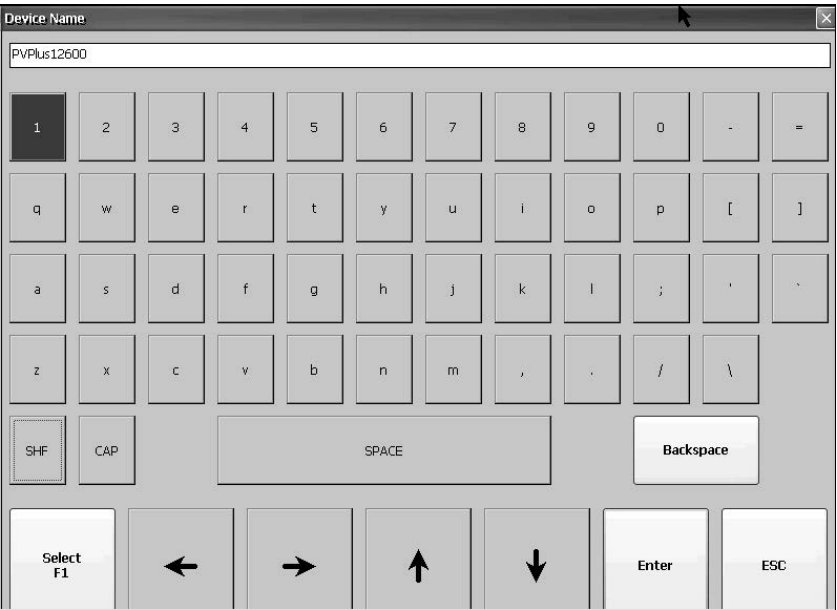 Device Name
PVPlus12600
1 2 3 4 5 6 7 8 9 0 - =
q w e r t y u i o p [ ]
a s d f g h j k l ; ' `
z x c v b n m , . / \
SHF CAP SPACE Backspace
Select
F1 Enter ESC